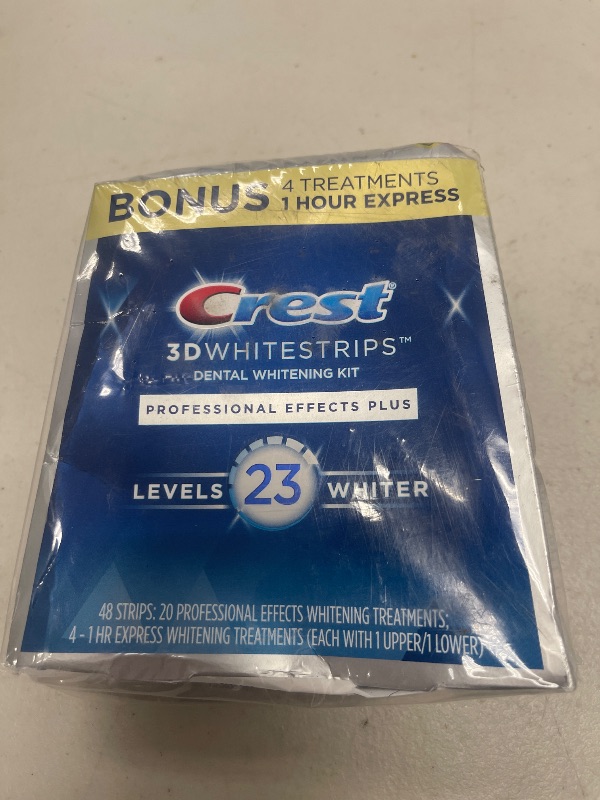 BONUS 4 TREATMENTS
1 HOUR EXPRESS
Crest®
3DWHITESTRIPS™
DENTAL WHITENING KIT
PROFESSIONAL EFFECTS PLUS
LEVELS 23 WHITER
48 STRIPS: 20 PROFESSIONAL EFFECTS WHITENING TREATMENTS;
4 - 1 HR EXPRESS WHITENING TREATMENTS (EACH WITH 1 UPPER/1 LOWER)